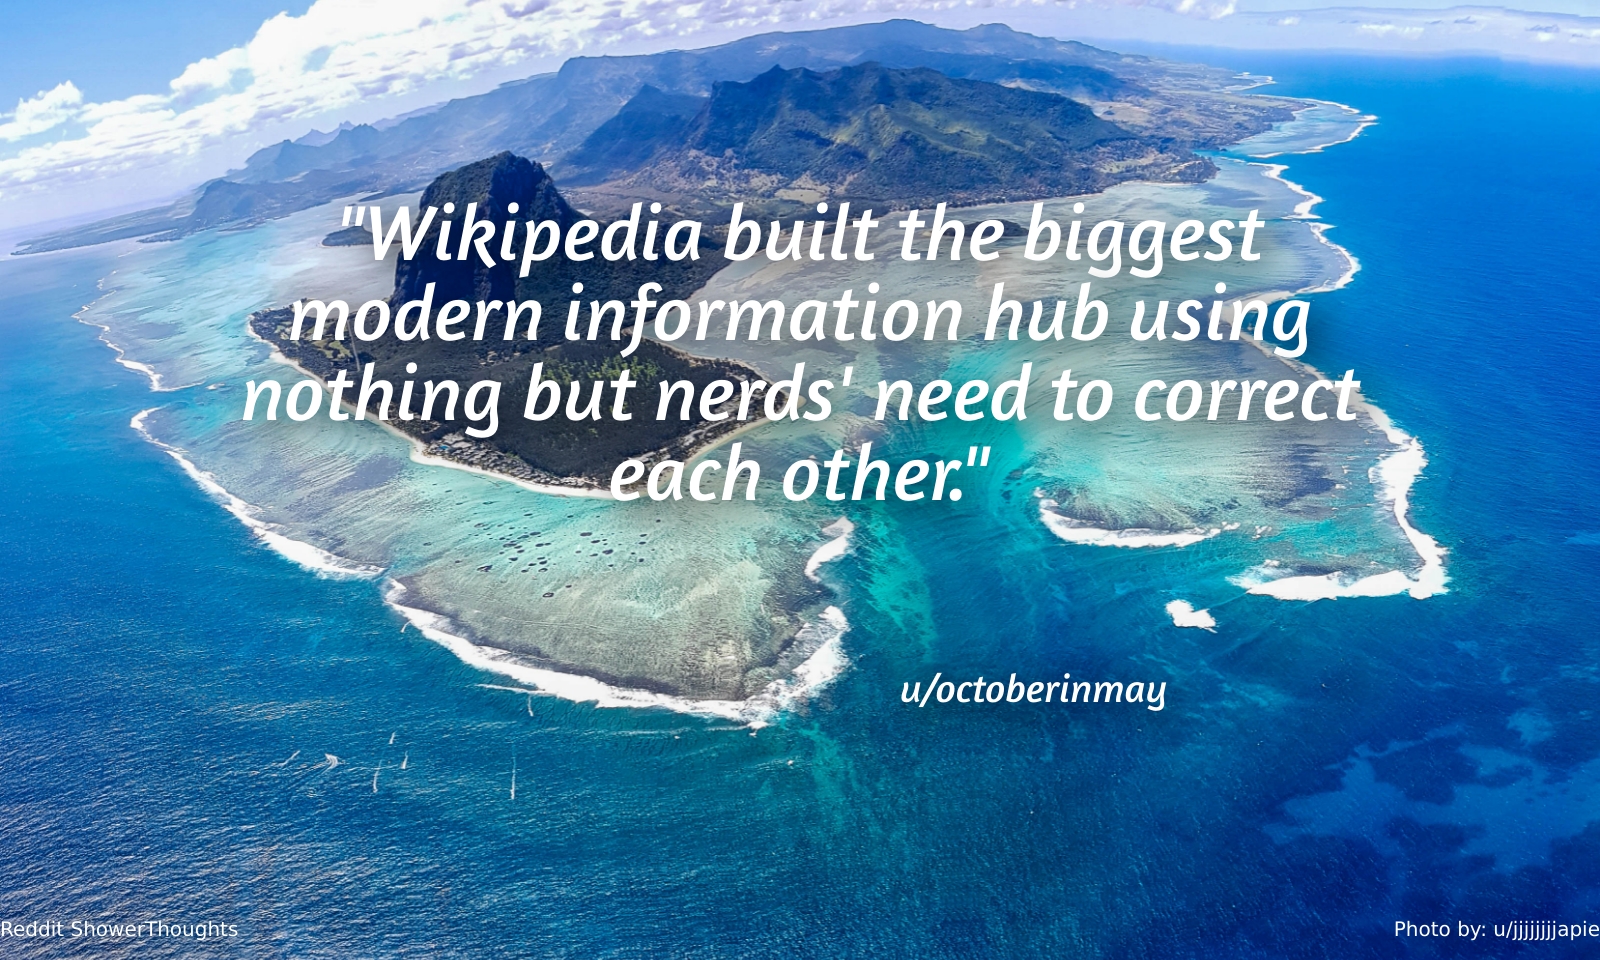 "Wikipedia built the biggest
modern information hub using
nothing but nerds' need to correct
each other."
u/octoberinmay
Reddit ShowerThoughts
Photo by: u/jjjjjjjjapie